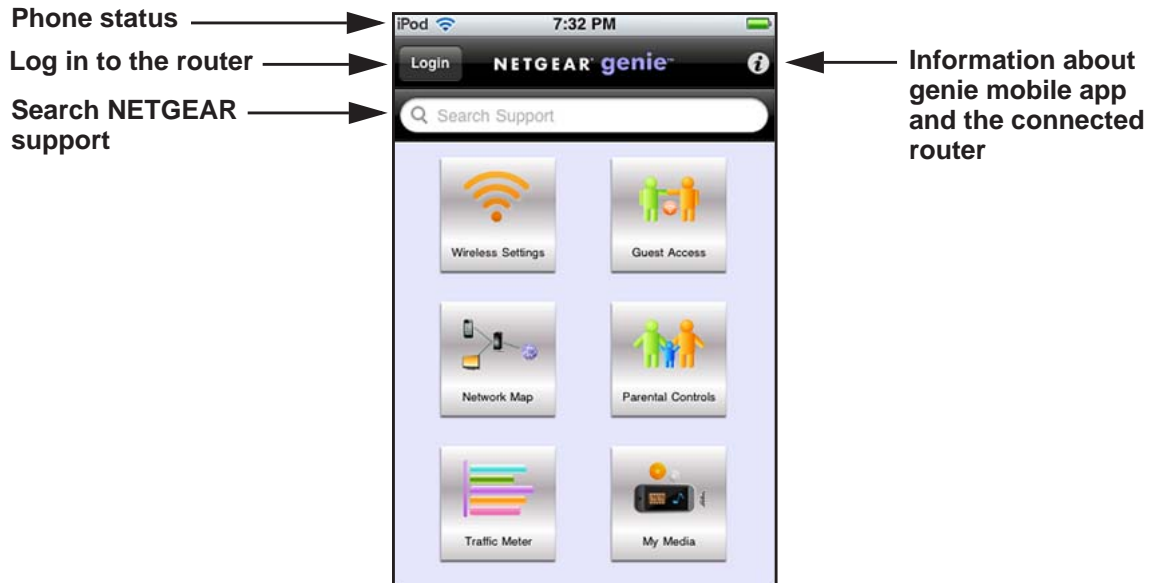 Phone status
iPod 7:32 PM
Log in to the router
Login NETGEAR® genie™
Information about
genie mobile app
and the connected
router
Search NETGEAR
support
Search Support
Wireless Settings Guest Access
Network Map Parental Controls
Traffic Meter My Media